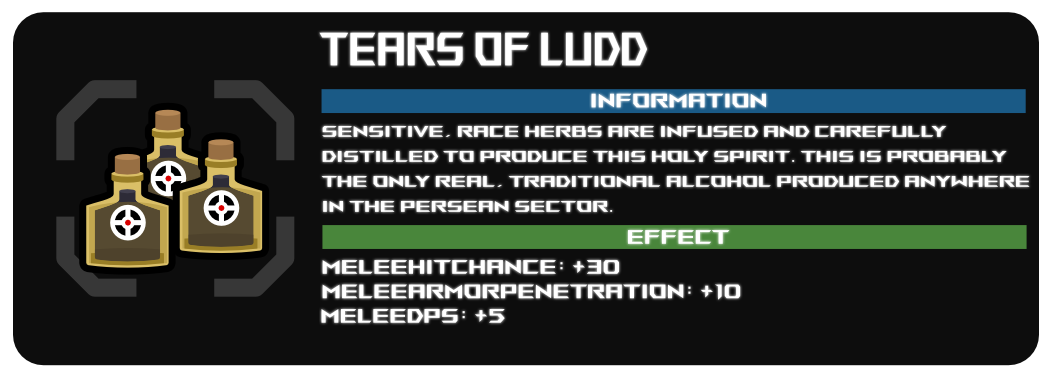 TEARS OF LUDD
INFORMATION
SENSITIVE, RACE HERBS ARE INFUSED AND CAREFULLY
DISTILLED TO PRODUCE THIS HOLY SPIRIT. THIS IS PROBABLY
THE ONLY REAL, TRADITIONAL ALCOHOL PRODUCED ANYWHERE
IN THE PERSEAN SECTOR.
EFFECT
MELEEHITCHANCE: +30
MELEEARMORPENETRATION: +10
MELEEDPS: +5